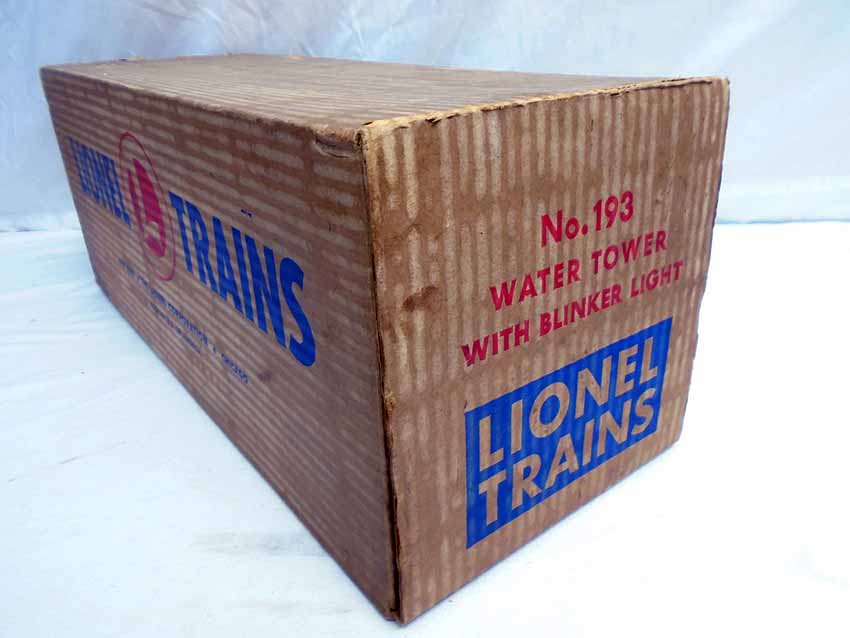 LIONEL L TRAINS
No. 193
WATER TOWER
WITH BLINKER LIGHT
LIONEL
TRAINS